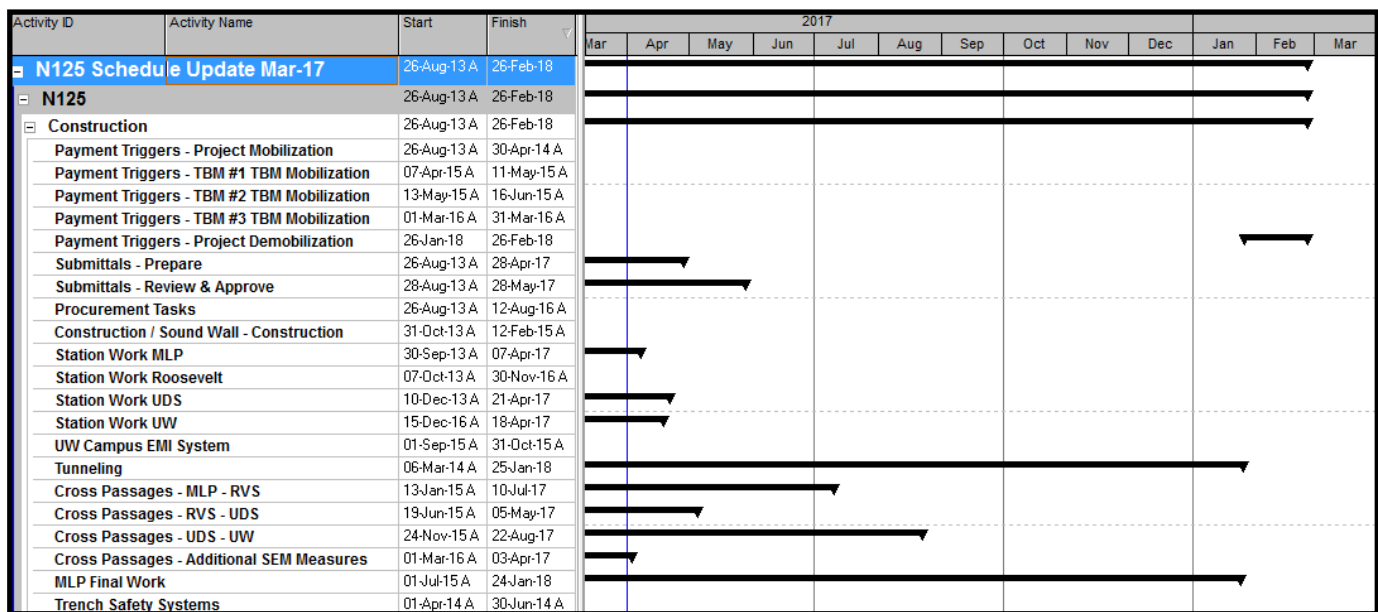 Activity ID Activity Name Start Finish 2017
Mar Apr May Jun Jul Aug Sep Oct Nov Dec Jan Feb Mar
N125 Schedule Update Mar-17 26-Aug-13 A 26-Feb-18
N125 26-Aug-13 A 26-Feb-18
Construction 26-Aug-13 A 26-Feb-18
Payment Triggers - Project Mobilization 26-Aug-13 A 30-Apr-14 A
Payment Triggers - TBM #1 TBM Mobilization 07-Apr-15 A 11-May-15 A
Payment Triggers - TBM #2 TBM Mobilization 13-May-15 A 16-Jun-15 A
Payment Triggers - TBM #3 TBM Mobilization 01-Mar-16 A 31-Mar-16 A
Payment Triggers - Project Demobilization 26-Jan-18 26-Feb-18
Submittals - Prepare 26-Aug-13 A 28-Apr-17
Submittals - Review & Approve 28-Aug-13 A 28-May-17
Procurement Tasks 26-Aug-13 A 12-Aug-16 A
Construction / Sound Wall - Construction 31-Oct-13 A 12-Feb-15 A
Station Work MLP 30-Sep-13 A 07-Apr-17
Station Work Roosevelt 07-Oct-13 A 30-Nov-16 A
Station Work UDS 10-Dec-13 A 21-Apr-17
Station Work UW 15-Dec-16 A 18-Apr-17
UW Campus EMI System 01-Sep-15 A 31-Oct-15 A
Tunneling 06-Mar-14 A 25-Jan-18
Cross Passages - MLP - RVS 13-Jan-15 A 10-Jul-17
Cross Passages - RVS - UDS 19-Jun-15 A 05-May-17
Cross Passages - UDS - UW 24-Nov-15 A 22-Aug-17
Cross Passages - Additional SEM Measures 01-Mar-16 A 03-Apr-17
MLP Final Work 01-Jul-15 A 24-Jan-18
Trench Safety Systems 01-Apr-14 A 30-Jun-14 A